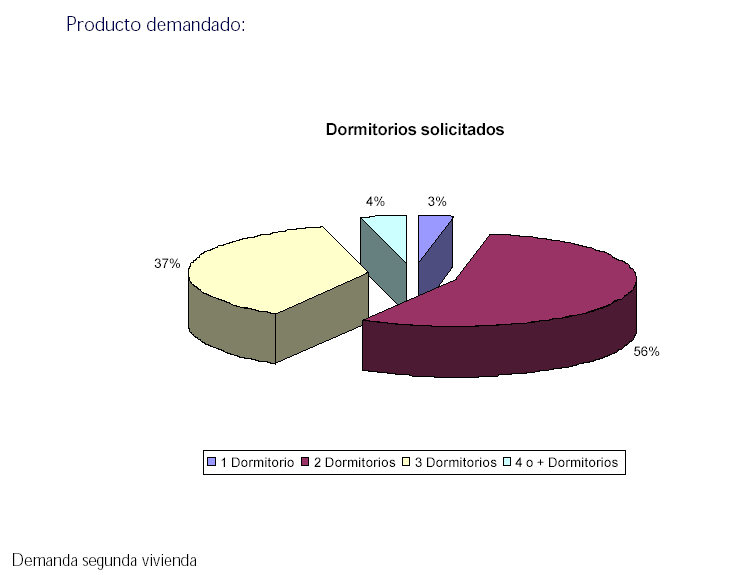 Producto demandado:
Dormitorios solicitados
4%
3%
37%
56%
1 Dormitorio 2 Dormitorios 3 Dormitorios 4 o + Dormitorios
Demanda segunda vivienda